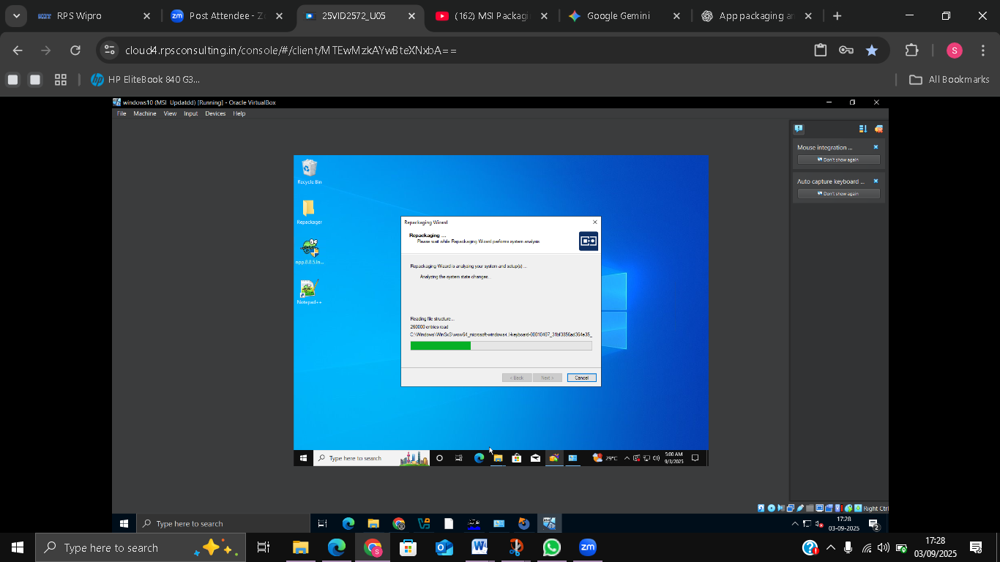 RPS Wipro
Post Attendee - Z
25VID2572_U05
(162) MSI Packagi
Google Gemini
App packaging a
cloud4.rpsconsulting.in/console/#/client/MTEwMzkAYwBteXNxbA==
S
HP EliteBook 840 G3...
All Bookmarks
windows10 (MSI_Updatdd) [Running] - Oracle VirtualBox
File Machine View Input Devices Help
Mouse integration ...
Don't show again
Auto capture keyboard ...
Don't show again
Recycle Bin
Repackager
npp.8.8.5.In...
Notepad++
Repackaging Wizard
Repackaging ...
Please wait while Repackaging Wizard performs system analysis
Repackaging Wizard is analyzing your system and setup(s) ...
Analyzing the system state changes...
Reading file structure...
260000 entries read
C:\Windows\WinSxS\wow64_microsoft-windows-l..l-keyboard-00010407_31bf3856ad364e35_
< Back
Next >
Cancel
Type here to search
29°C
5:00 AM
9/3/2025
Right Ctrl
Type here to search
17:28
03-09-2025
2
Type here to search
S
zm
17:28
03/09/2025